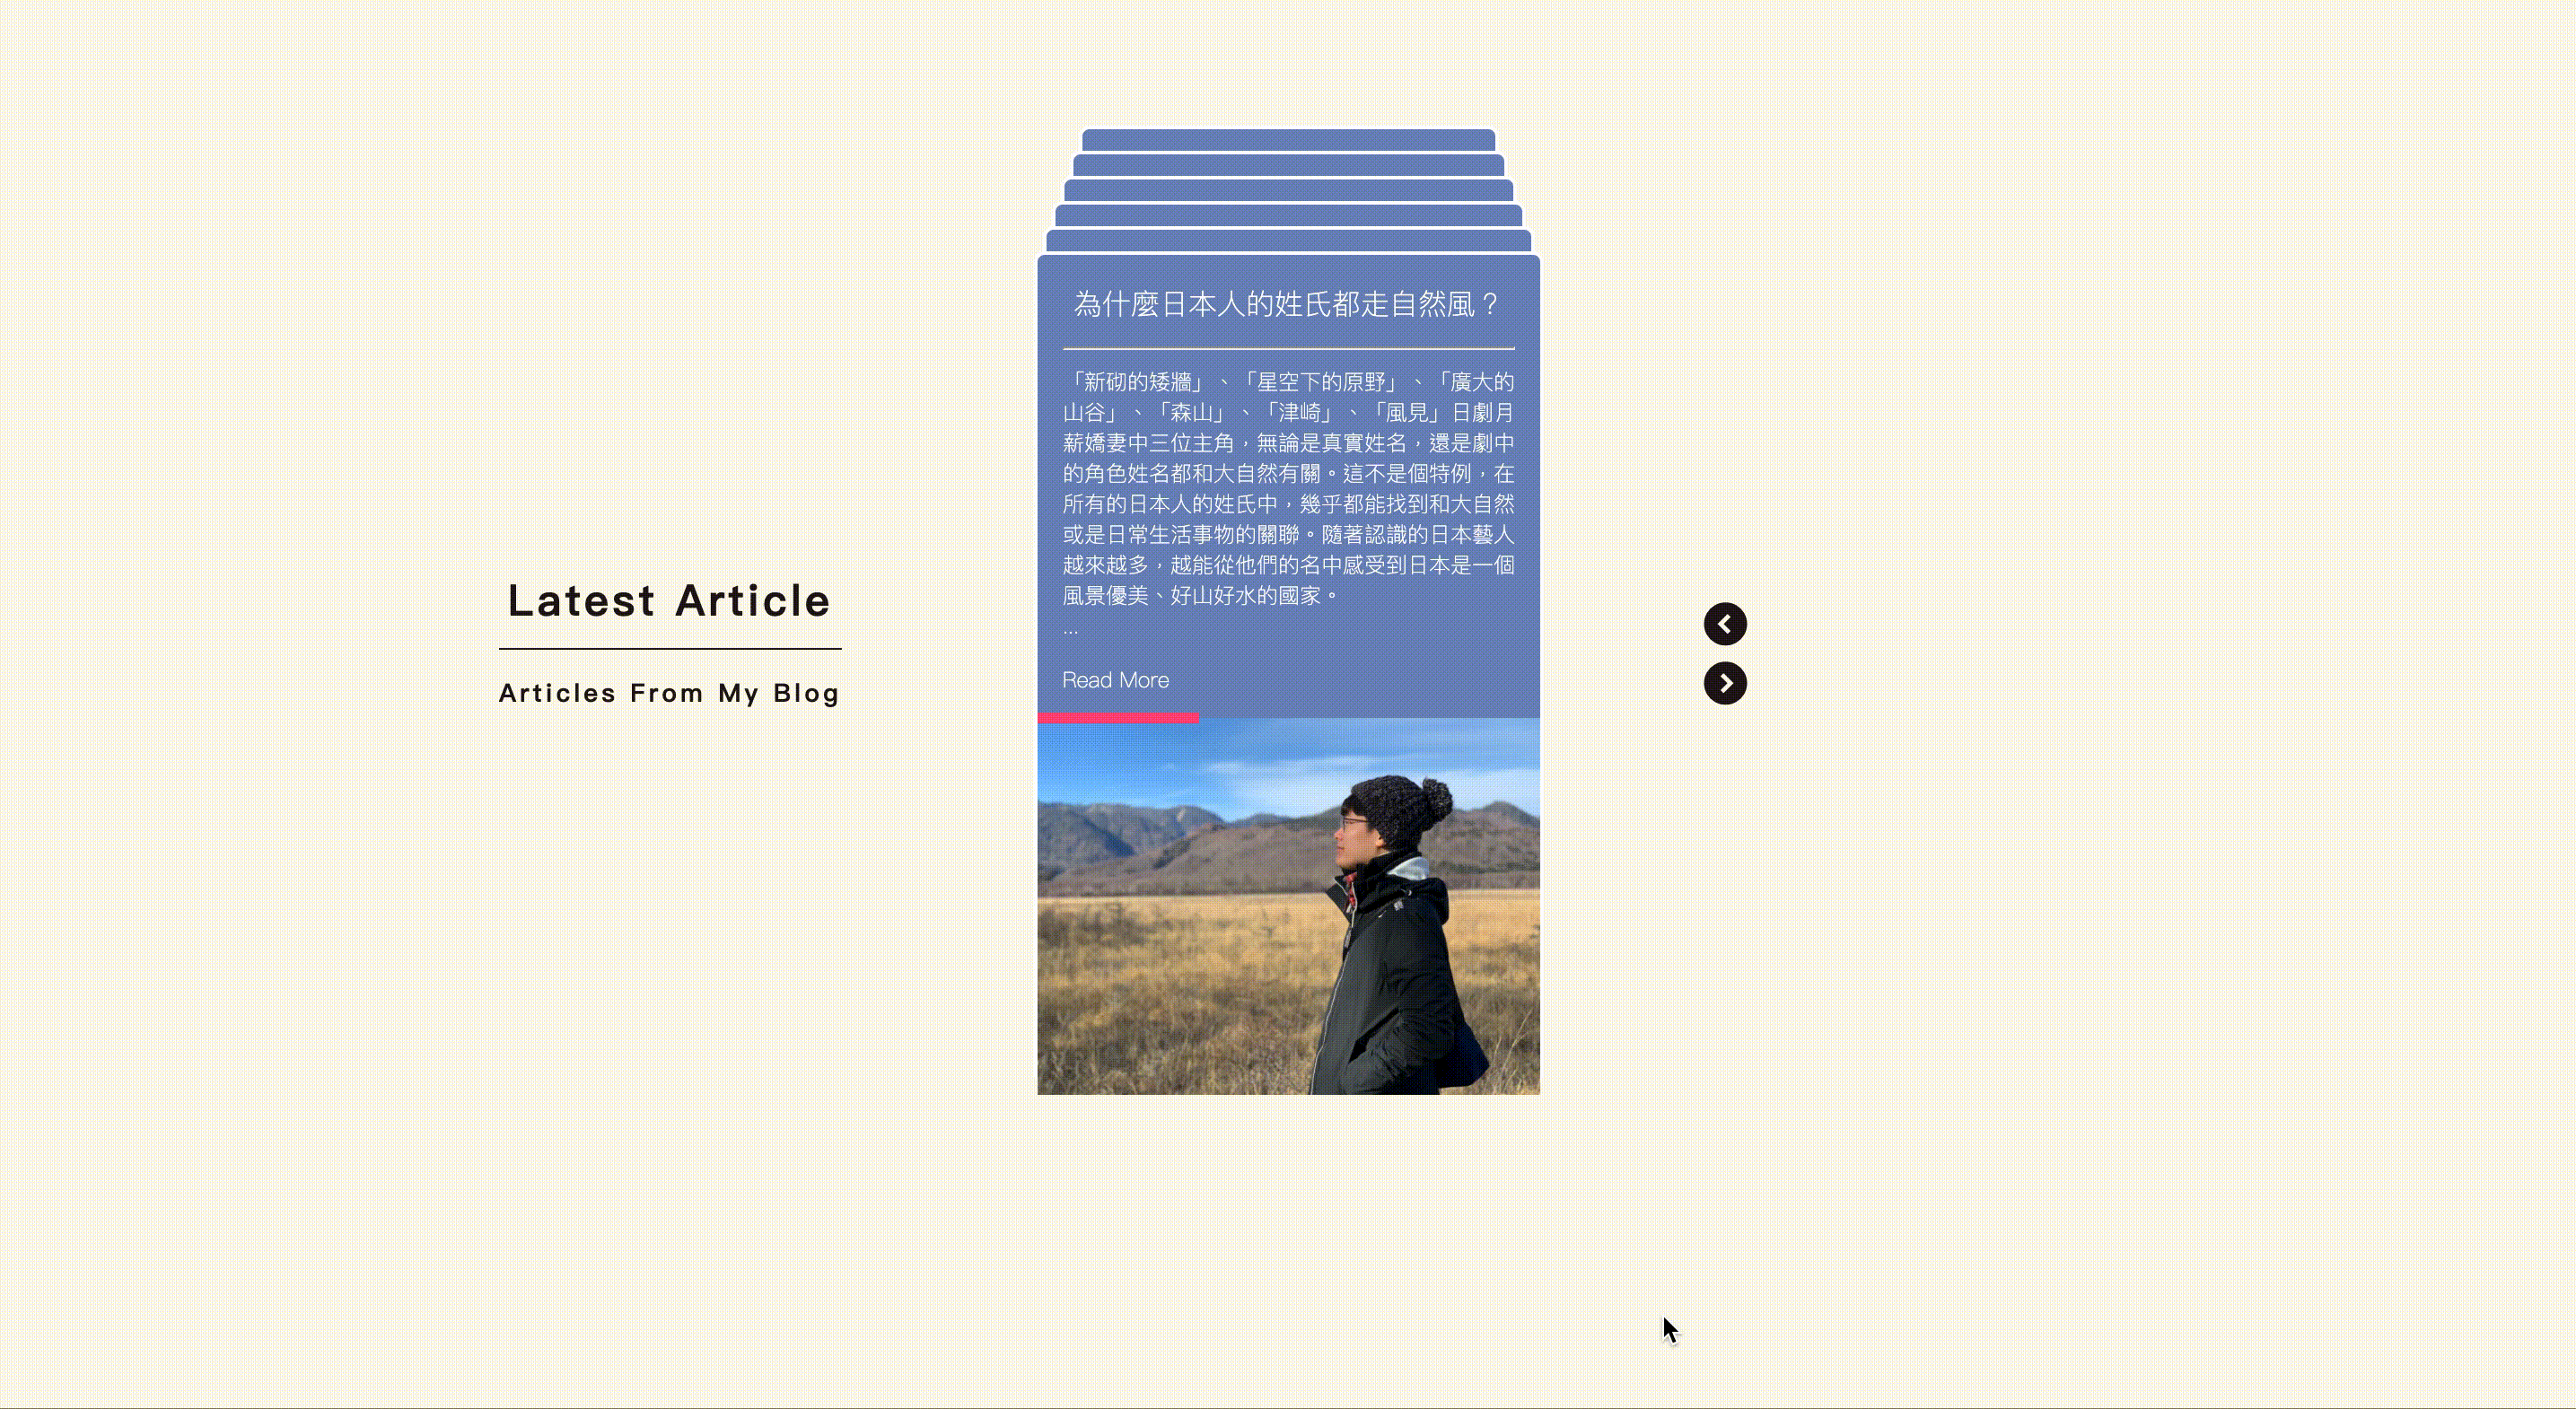 Latest Article
Articles From My Blog
為什麼日本人的姓氏都走自然風？
「新砌的矮牆」、「星空下的原野」、「廣大的
山谷」、「森山」、「津崎」、「風見」日劇月
薪嬌妻中三位主角，無論是真實姓名，還是劇中
的角色姓名都和大自然有關。這不是個特例，在
所有的日本人的姓氏中，幾乎都能找到和大自然
或是日常生活事物的關聯。隨著認識的日本藝人
越來越多，越能從他們的名中感受到日本是一個
風景優美、好山好水的國家。
...
Read More